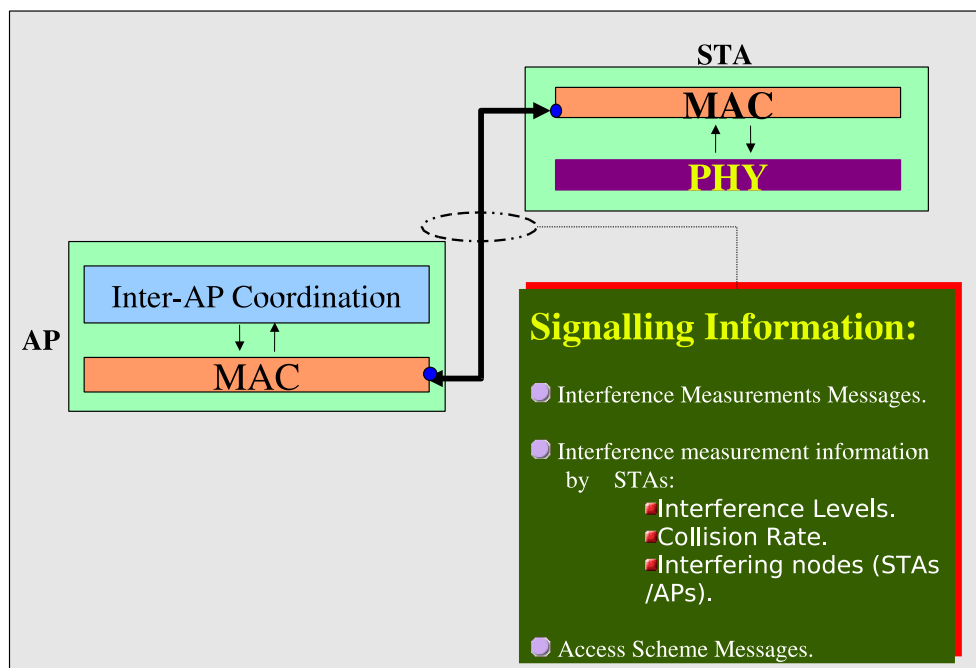 STA
MAC
PHY
Inter-AP Coordination
AP
MAC
Signalling Information:
Interference Measurements Messages.
Interference measurement information
by STAs:
Interference Levels.
Collision Rate.
Interfering nodes (STAs
/APs).
Access Scheme Messages.